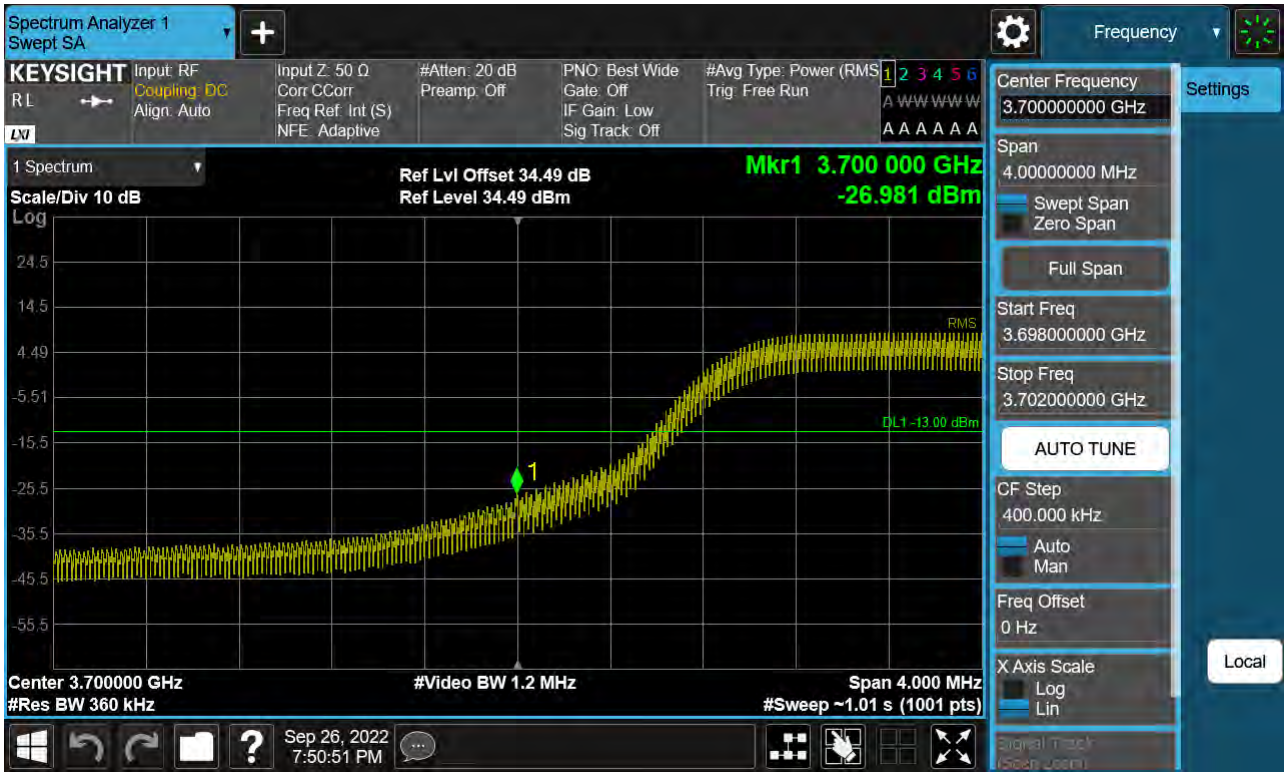 Spectrum Analyzer 1
Swept SA
+
Frequency
KEYSIGHT
RL
LXI
Input: RF
Coupling: DC
Align: Auto
Input Z: 50 Ω
Corr CCorr
Freq Ref: Int (S)
NFE: Adaptive
#Atten: 20 dB
Preamp: Off
PNO: Best Wide
Gate: Off
IF Gain: Low
Sig Track: Off
#Avg Type: Power (RMS
Trig: Free Run
1 2 3 4 5 6
A W W W W W
A A A A A A
1 Spectrum
Scale/Div 10 dB
Log
Ref Lvl Offset 34.49 dB
Ref Level 34.49 dBm
Mkr1 3.700 000 GHz
-26.981 dBm
24.5
14.5
4.49
-5.51
-15.5
-25.5
-35.5
-45.5
-55.5
RMS
DL1 -13.00 dBm
1
Center 3.700000 GHz
#Res BW 360 kHz
#Video BW 1.2 MHz
Span 4.000 MHz
#Sweep ~1.01 s (1001 pts)
Center Frequency
3.700000000 GHz
Span
4.00000000 MHz
Swept Span
Zero Span
Full Span
Start Freq
3.698000000 GHz
Stop Freq
3.702000000 GHz
AUTO TUNE
CF Step
400.000 kHz
Auto
Man
Freq Offset
0 Hz
X Axis Scale
Log
Lin
Signal Track
(Span Zoom)
Settings
Local
?
Sep 26, 2022
7:50:51 PM